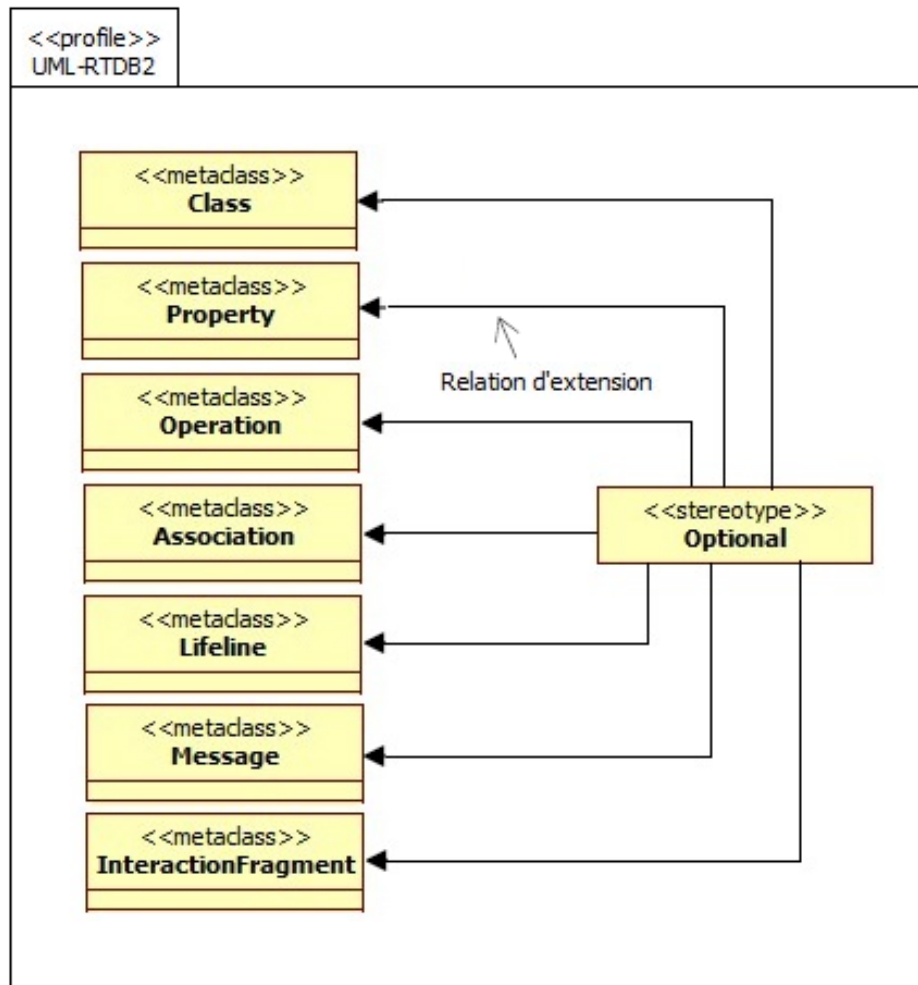 <<profile>>
UML-RTDB2
<<metaclass>>
Class
<<metaclass>>
Property
Relation d'extension
<<metaclass>>
Operation
<<metaclass>>
Association
<<stereotype>>
Optional
<<metaclass>>
Lifeline
<<metaclass>>
Message
<<metaclass>>
InteractionFragment